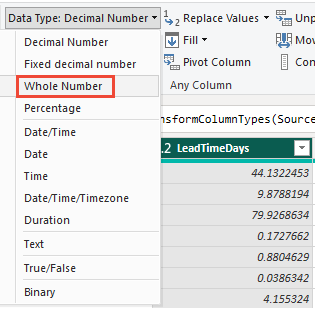 Data Type: Decimal Number
Decimal Number
Fixed decimal number
Whole Number
Percentage
Date/Time
Date
Time
Date/Time/Timezone
Duration
Text
True/False
Binary
Replace Values
Unp
Fill
Mov
Pivot Column
Con
Any Column
nsformColumnTypes(Source
.2 LeadTimeDays
44.1322453
9.8788194
79.9268634
0.1727662
0.8804629
0.0386342
4.155324